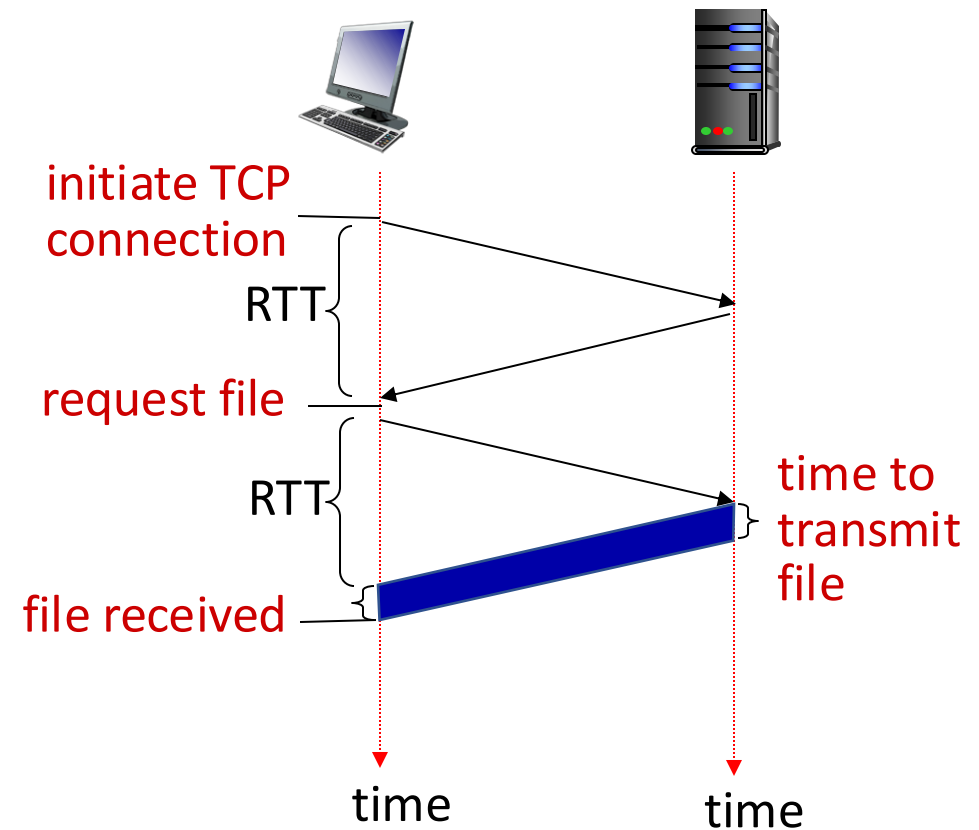 initiate TCP
connection
RTT
request file
RTT
time to
transmit
file
file received
time
time